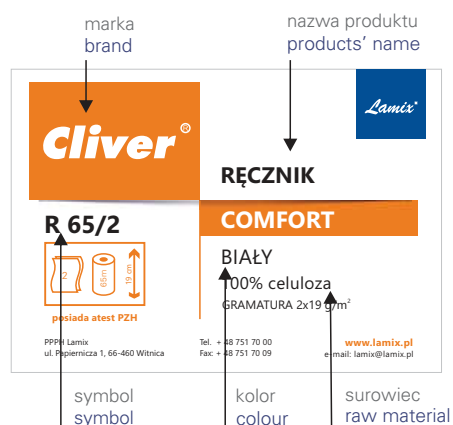 marka
brand
nazwa produktu
products' name
Cliver®
Lamix®
RĘCZNIK
R 65/2
COMFORT
BIAŁY
100% celuloza
GRAMATURA 2x19 g/m²
2
65m
19 cm
posiada atest PZH
PPPH Lamix
ul. Papiernicza 1, 66-460 Witnica
Tel. + 48 751 70 00
Fax: + 48 751 70 09
www.lamix.pl
e-mail: lamix@lamix.pl
symbol
symbol
kolor
colour
surowiec
raw material